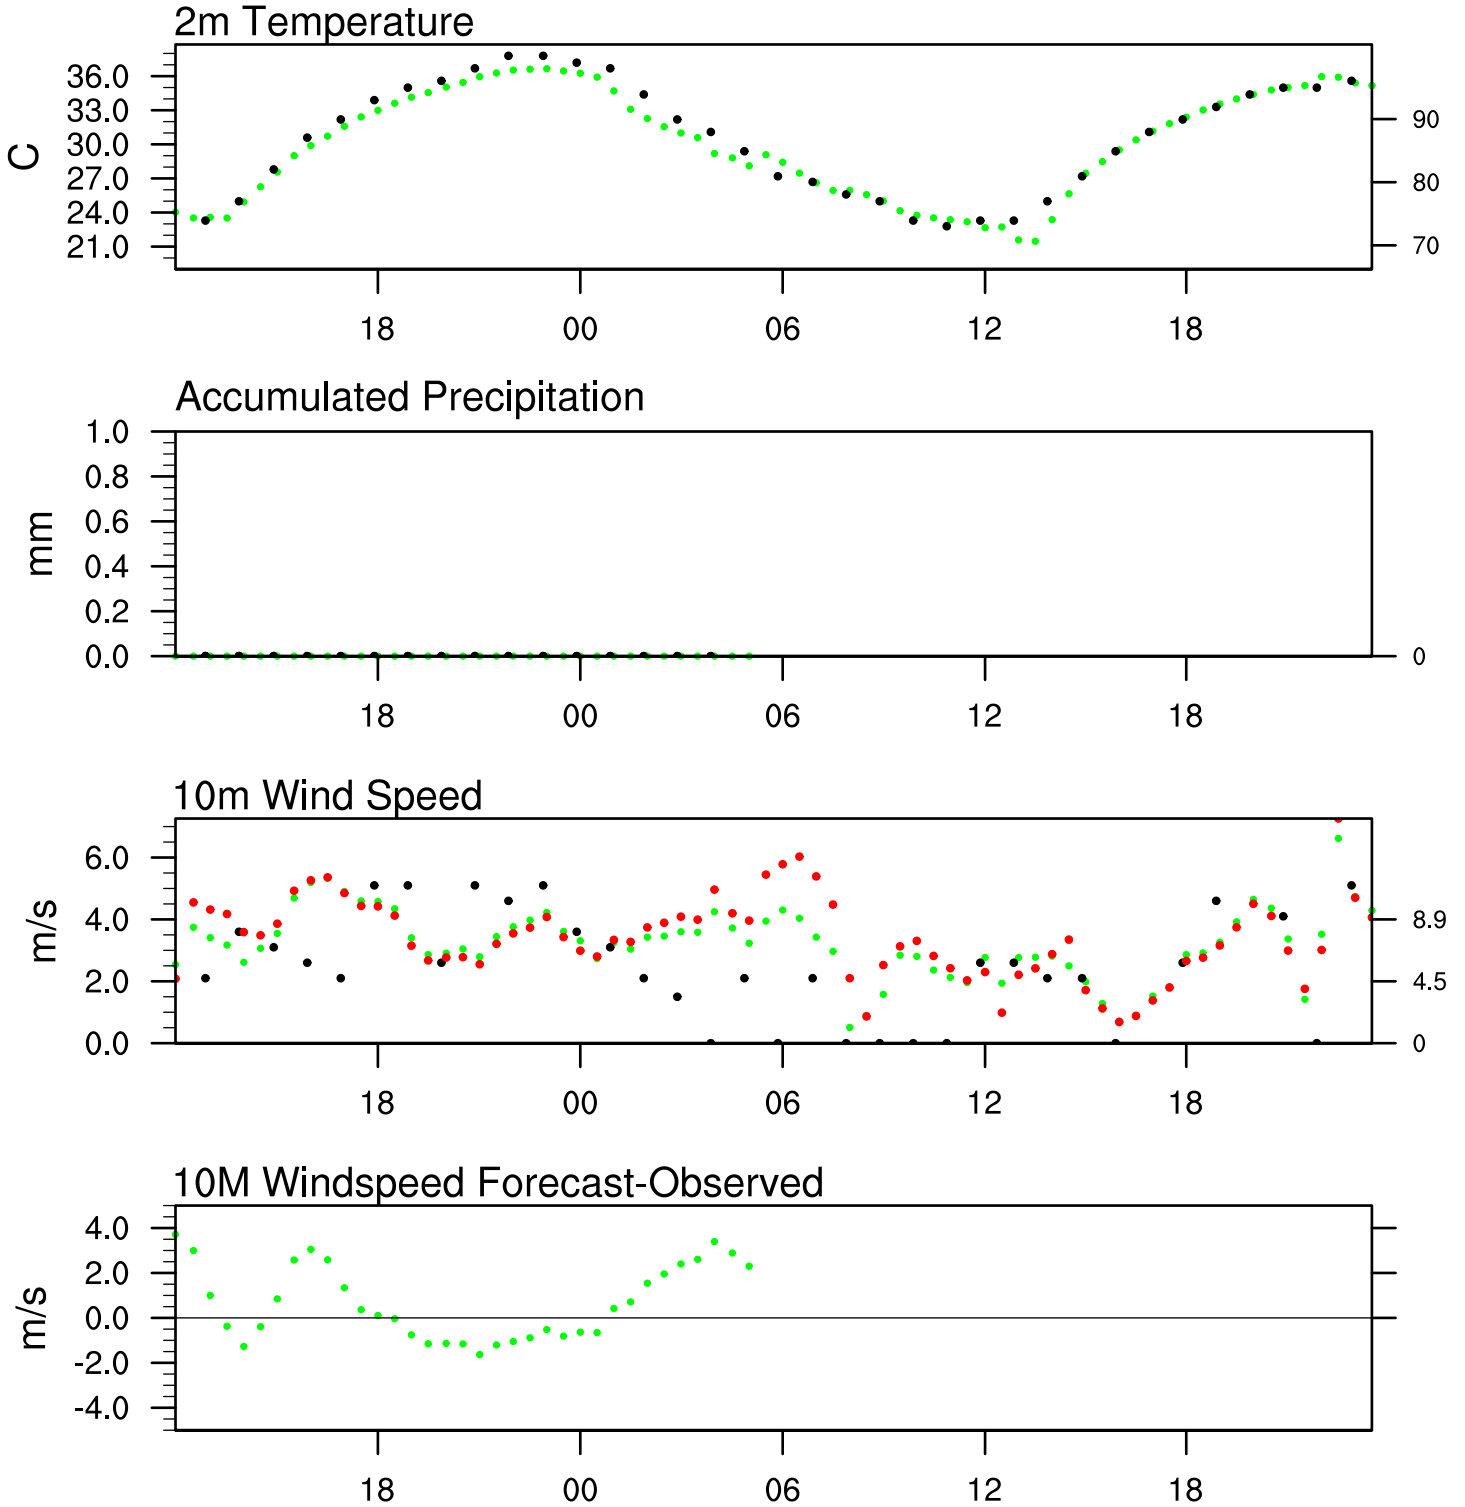 2m Temperature
C
36.0
33.0
30.0
27.0
24.0
21.0
90
80
70
18 00 06 12 18
Accumulated Precipitation
mm
1.0
0.8
0.6
0.4
0.2
0.0
0
18 00 06 12 18
10m Wind Speed
m/s
6.0
4.0
2.0
0.0
8.9
4.5
0
18 00 06 12 18
10M Windspeed Forecast-Observed
m/s
4.0
2.0
0.0
-2.0
-4.0
18 00 06 12 18